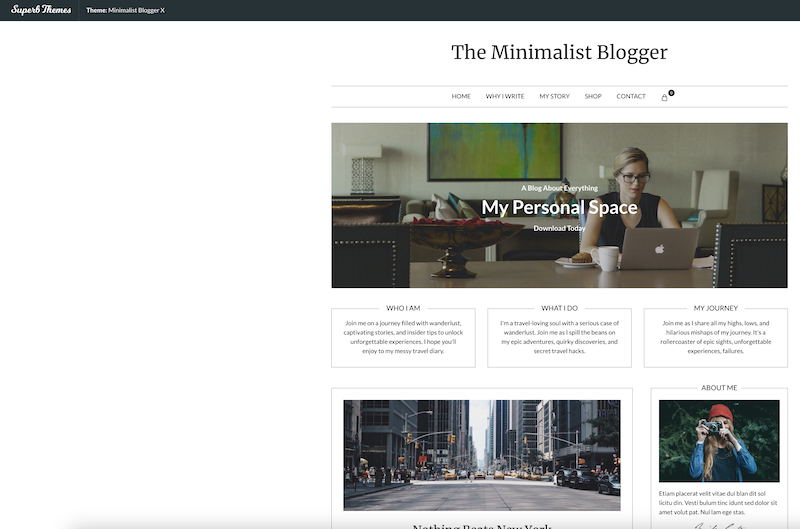 Superb Themes
Theme: Minimalist Blogger X
The Minimalist Blogger
HOME
WHY I WRITE
MY STORY
SHOP
CONTACT
0
A Blog About Everything
My Personal Space
Download Today
WHO I AM
Join me on a journey filled with wanderlust,
captivating stories, and insider tips to unlock
unforgettable experiences. I hope you'll
enjoy to my messy travel diary.
WHAT I DO
I'm a travel-loving soul with a serious case of
wanderlust. Join me as I spill the beans on
my epic adventures, quirky discoveries, and
secret travel hacks.
MY JOURNEY
Join me as I share all my highs, lows, and
hilarious mishaps of my journey. It's a
rollercoaster of epic sights, unforgettable
experiences, failures.
Nothing Beats New York
ABOUT ME
Etiam placerat velit vitae dui blan dit sol
licitu din. Vesti bulum tinc idunt sed dolor sit
amet volut pat. Nul lam ege stas.